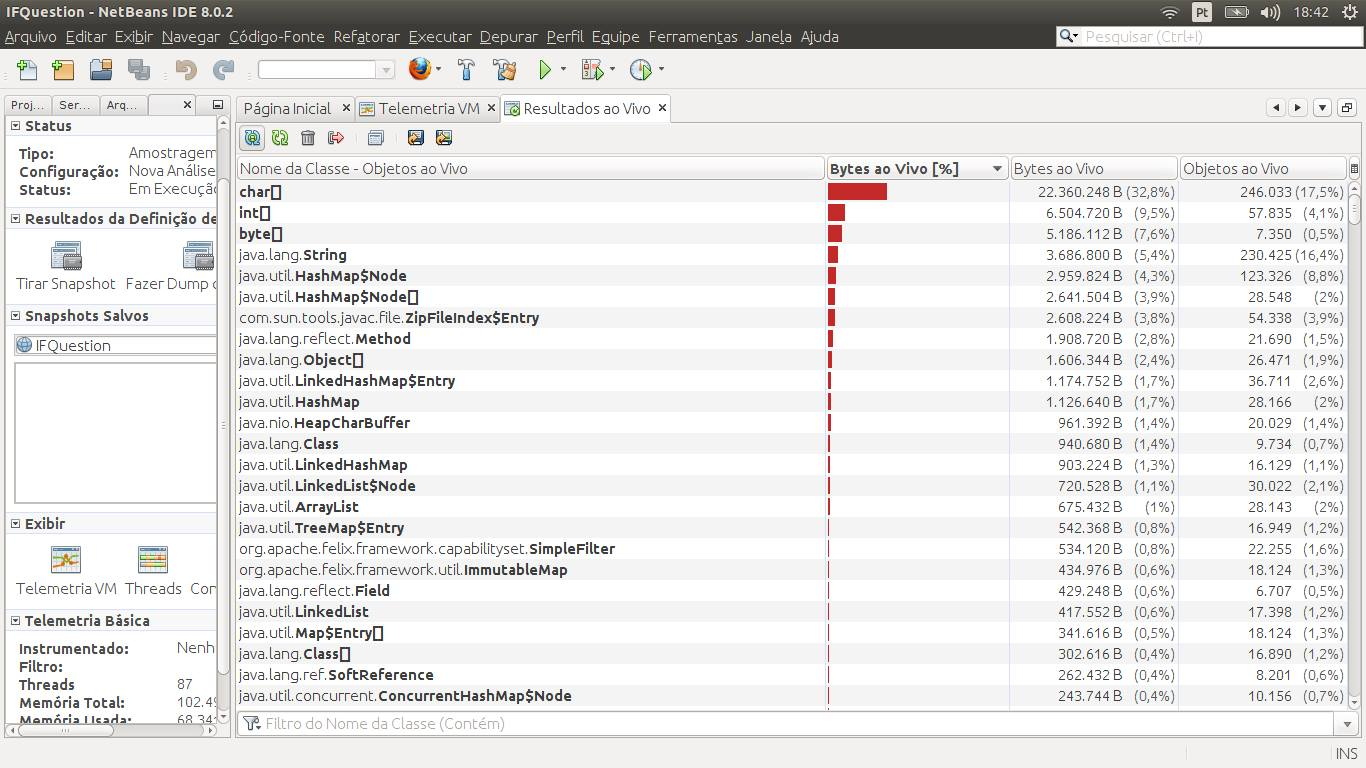 IFQuestion - NetBeans IDE 8.0.2
Pt
18:42
Arquivo Editar Exibir Navegar Código-Fonte Refatorar Executar Depurar Perfil Equipe Ferramentas Janela Ajuda
Pesquisar (Ctrl+I)
Proj... Ser... Arq...
Página Inicial Telemetria VM Resultados ao Vivo
Status
Tipo: Amostragem
Configuração: Nova Análise
Status: Em Execução
Resultados da Definição de
Tirar Snapshot Fazer Dump
Snapshots Salvos
IFQuestion
Exibir
Telemetria VM Threads Con
Telemetria Básica
Instrumentado: Nenh
Filtro:
Threads 87
Memória Total: 102.49
Memória Usada: 68.34
Nome da Classe - Objetos ao Vivo Bytes ao Vivo [%] Bytes ao Vivo Objetos ao Vivo
char[] 22.360.248 B (32,8%) 246.033 (17,5%)
int[] 6.504.720 B (9,5%) 57.835 (4,1%)
byte[] 5.186.112 B (7,6%) 7.350 (0,5%)
java.lang.String 3.686.800 B (5,4%) 230.425 (16,4%)
java.util.HashMap$Node 2.959.824 B (4,3%) 123.326 (8,8%)
java.util.HashMap$Node[] 2.641.504 B (3,9%) 28.548 (2%)
com.sun.tools.javac.file.ZipFileIndex$Entry 2.608.224 B (3,8%) 54.338 (3,9%)
java.lang.reflect.Method 1.908.720 B (2,8%) 21.690 (1,5%)
java.lang.Object[] 1.606.344 B (2,4%) 26.471 (1,9%)
java.util.LinkedHashMap$Entry 1.174.752 B (1,7%) 36.711 (2,6%)
java.util.HashMap 1.126.640 B (1,7%) 28.166 (2%)
java.nio.HeapCharBuffer 961.392 B (1,4%) 20.029 (1,4%)
java.lang.Class 940.680 B (1,4%) 9.734 (0,7%)
java.util.LinkedHashMap 903.224 B (1,3%) 16.129 (1,1%)
java.util.LinkedList$Node 720.528 B (1,1%) 30.022 (2,1%)
java.util.ArrayList 675.432 B (1%) 28.143 (2%)
java.util.TreeMap$Entry 542.368 B (0,8%) 16.949 (1,2%)
org.apache.felix.framework.capabilityset.SimpleFilter 534.120 B (0,8%) 22.255 (1,6%)
org.apache.felix.framework.util.ImmutableMap 434.976 B (0,6%) 18.124 (1,3%)
java.lang.reflect.Field 429.248 B (0,6%) 6.707 (0,5%)
java.util.LinkedList 417.552 B (0,6%) 17.398 (1,2%)
java.util.Map$Entry[] 341.616 B (0,5%) 18.124 (1,3%)
java.lang.Class[] 302.616 B (0,4%) 16.890 (1,2%)
java.lang.ref.SoftReference 262.432 B (0,4%) 8.201 (0,6%)
java.util.concurrent.ConcurrentHashMap$Node 243.744 B (0,4%) 10.156 (0,7%)
Filtro do Nome da Classe (Contém)
INS